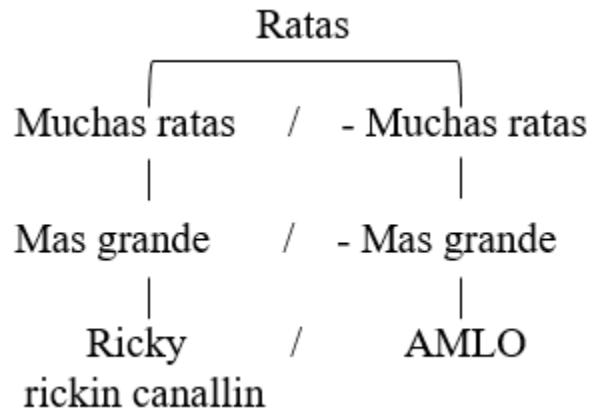 Ratas
Muchas ratas / - Muchas ratas
Mas grande / - Mas grande
Ricky / AMLO
rickin canallin